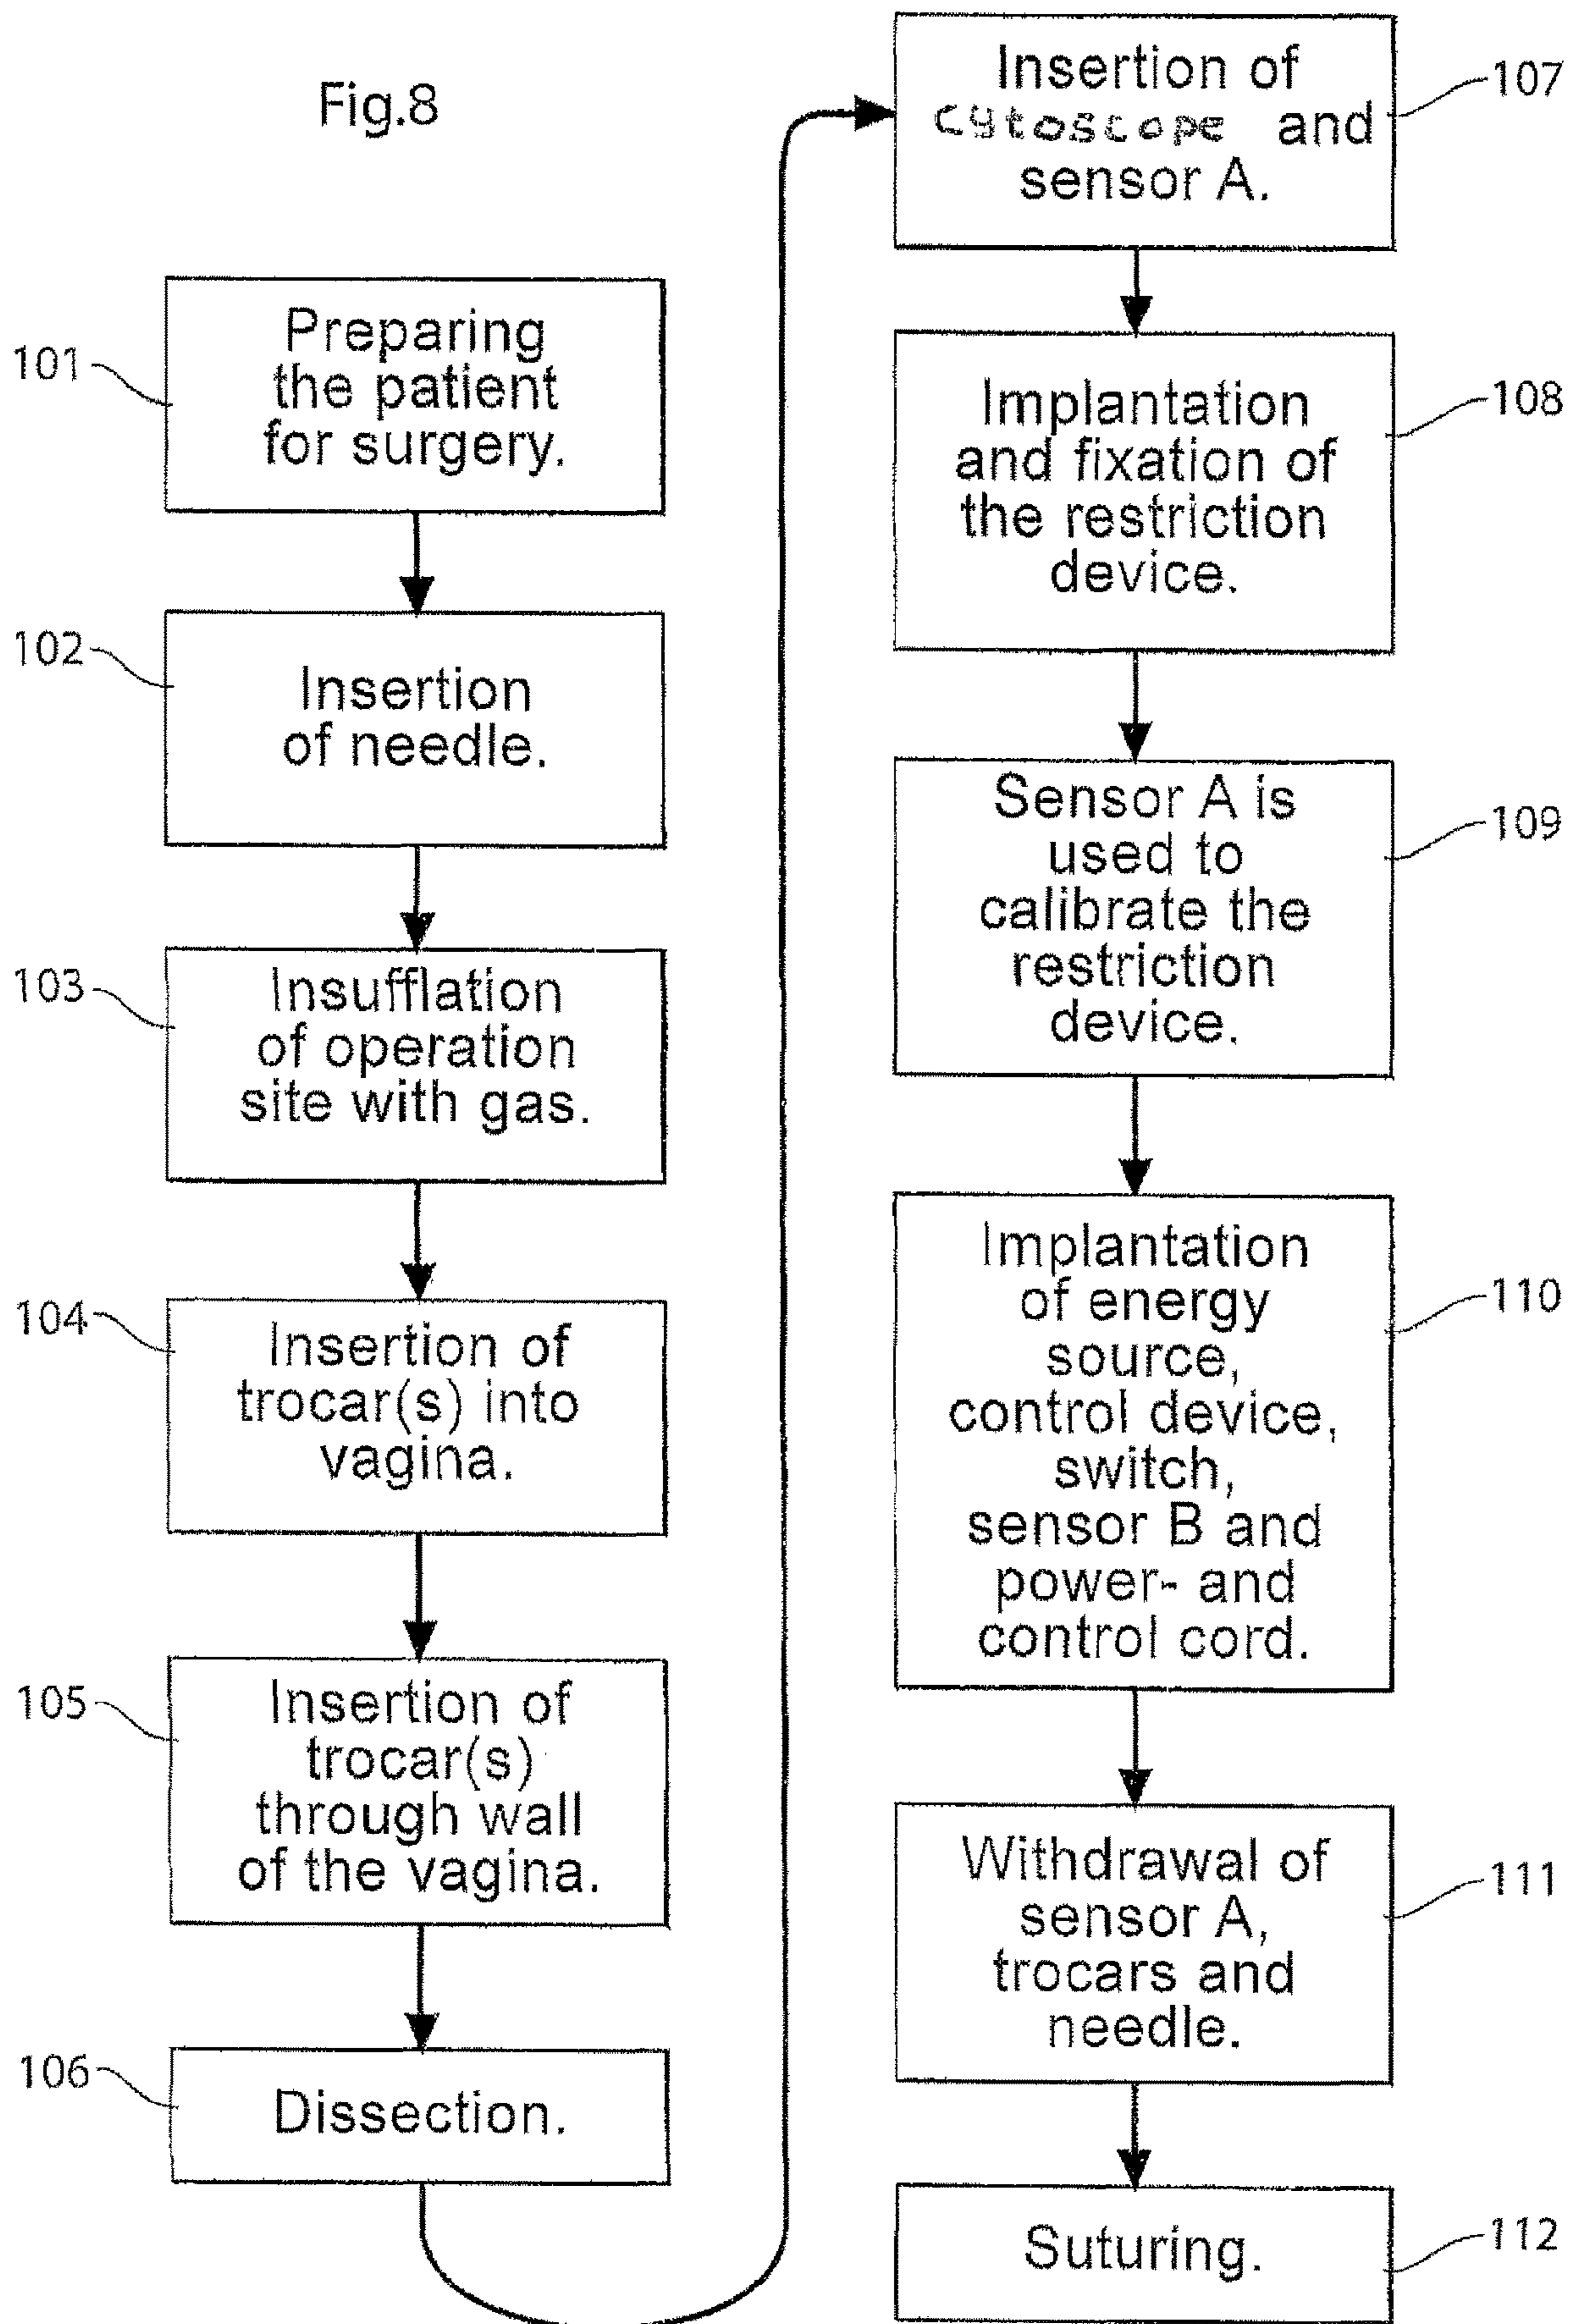 Fig.8
101
Preparing
the patient
for surgery.
102
Insertion
of needle.
103
Insufflation
of operation
site with gas.
104
Insertion of
trocar(s) into
vagina.
105
Insertion of
trocar(s)
through wall
of the vagina.
106
Dissection.
107
Insertion of
cytoscope and
sensor A.
108
Implantation
and fixation of
the restriction
device.
109
Sensor A is
used to
calibrate the
restriction
device.
110
Implantation
of energy
source,
control device,
switch,
sensor B and
power- and
control cord.
111
Withdrawal of
sensor A,
trocars and
needle.
112
Suturing.